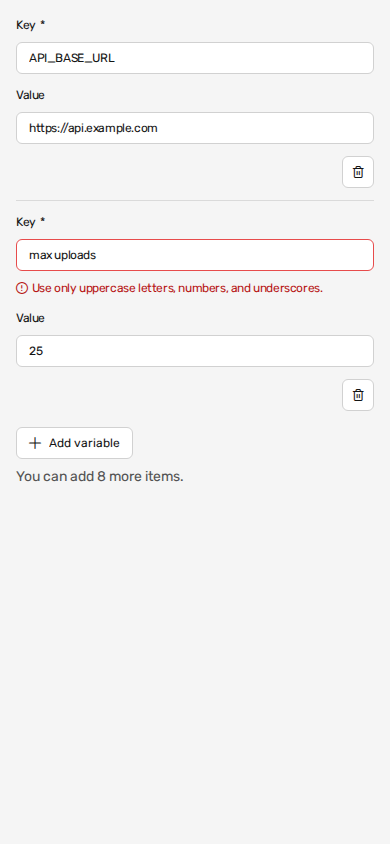 Key *
API_BASE_URL
Value
https://api.example.com
Key *
max uploads
Use only uppercase letters, numbers, and underscores.
Value
25
Add variable
You can add 8 more items.